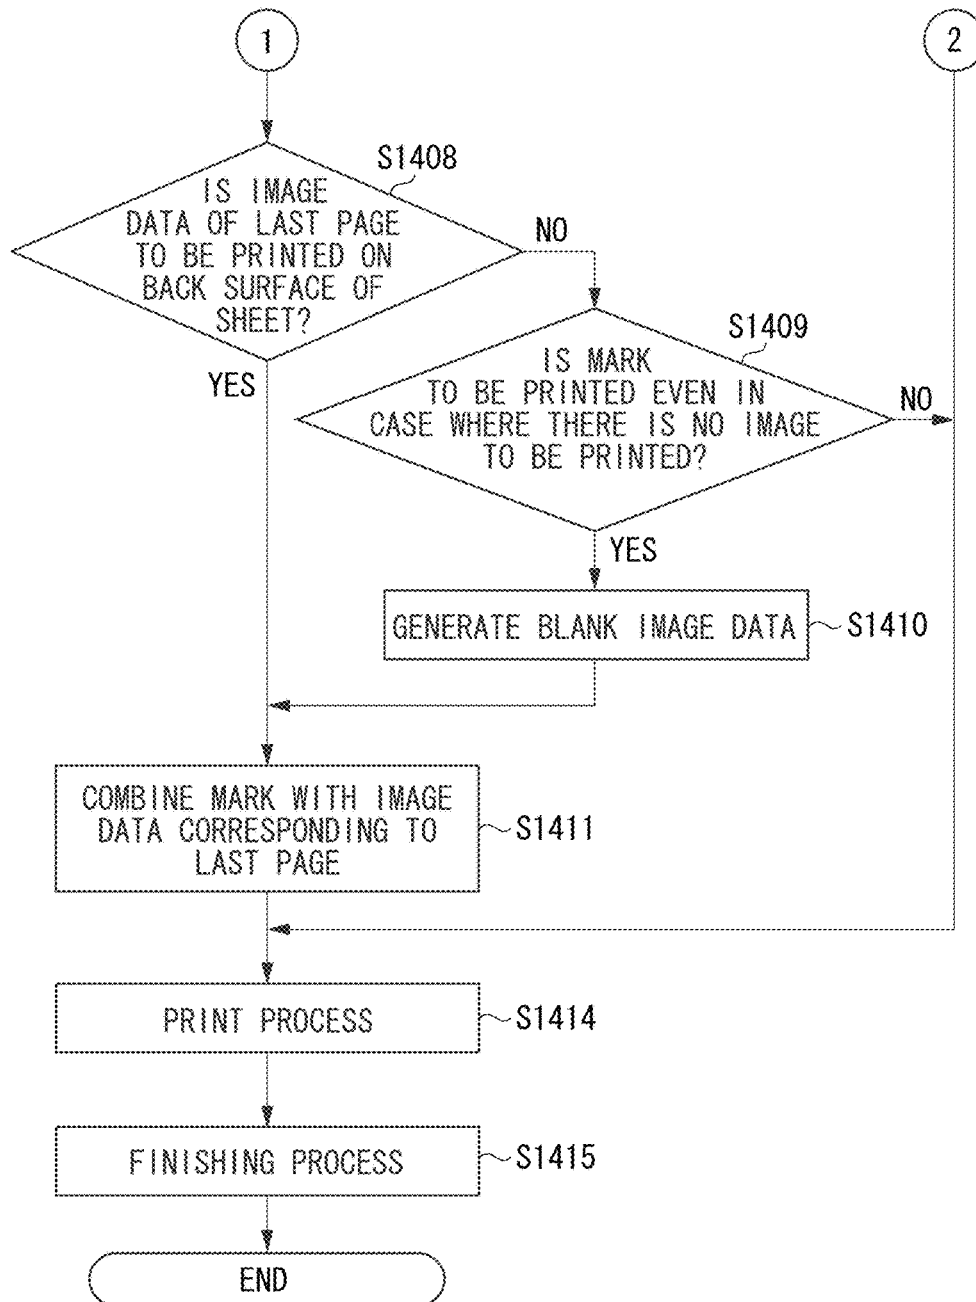 1
2
S1408
IS IMAGE
DATA OF LAST PAGE
TO BE PRINTED ON
BACK SURFACE OF
SHEET?
NO
YES
S1409
IS MARK
TO BE PRINTED EVEN IN
CASE WHERE THERE IS NO IMAGE
TO BE PRINTED?
NO
YES
GENERATE BLANK IMAGE DATA
S1410
COMBINE MARK WITH IMAGE
DATA CORRESPONDING TO
LAST PAGE
S1411
PRINT PROCESS
S1414
FINISHING PROCESS
S1415
END